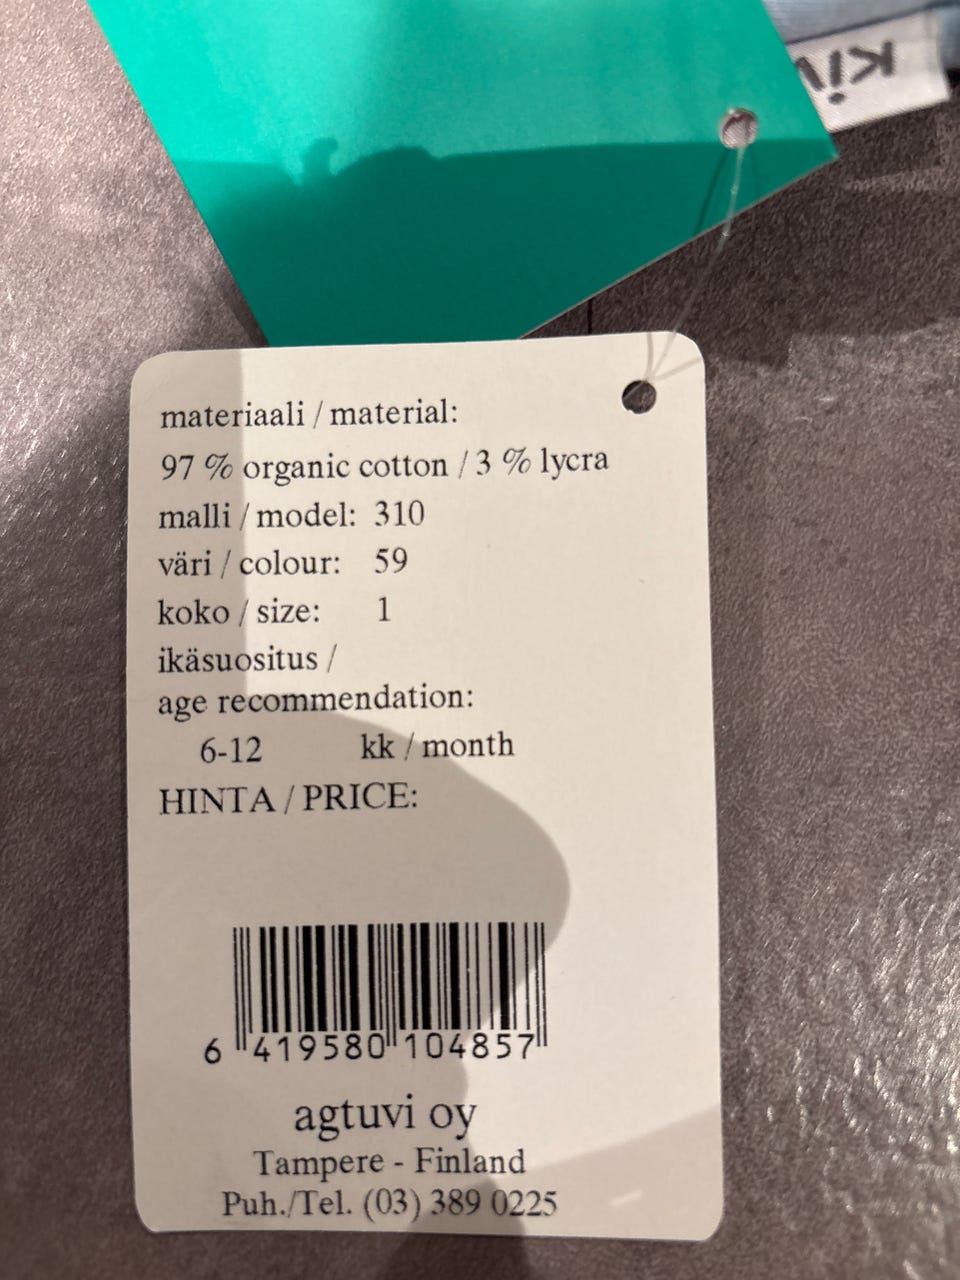 materiaali / material:
97 % organic cotton / 3 % lycra
malli / model: 310
väri / colour: 59
koko / size: 1
ikäsuositus /
age recommendation:
6-12 kk / month
HINTA / PRICE:
6 419580 104857
agtuvi oy
Tampere - Finland
Puh./Tel. (03) 389 0225